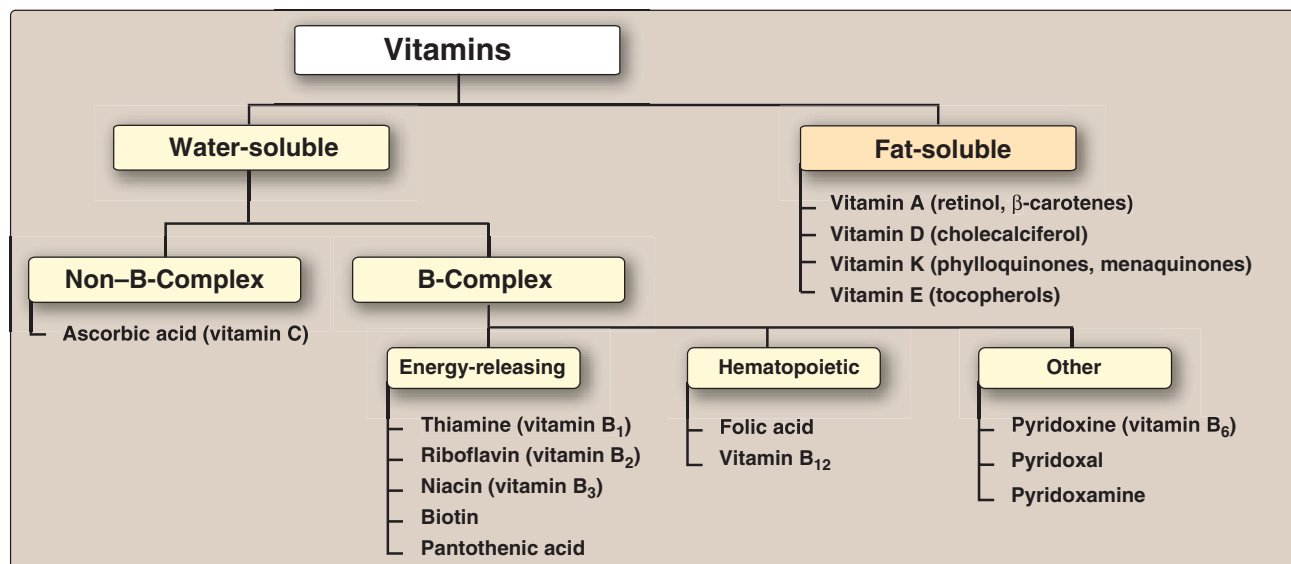 Vitamins
Water-soluble
Fat-soluble
Vitamin A (retinol, β-carotenes)
Vitamin D (cholecalciferol)
Vitamin K (phylloquinones, menaquinones)
Vitamin E (tocopherols)
Non–B-Complex
Ascorbic acid (vitamin C)
B-Complex
Energy-releasing
Thiamine (vitamin B₁)
Riboflavin (vitamin B₂)
Niacin (vitamin B₃)
Biotin
Pantothenic acid
Hematopoietic
Folic acid
Vitamin B₁₂
Other
Pyridoxine (vitamin B₆)
Pyridoxal
Pyridoxamine